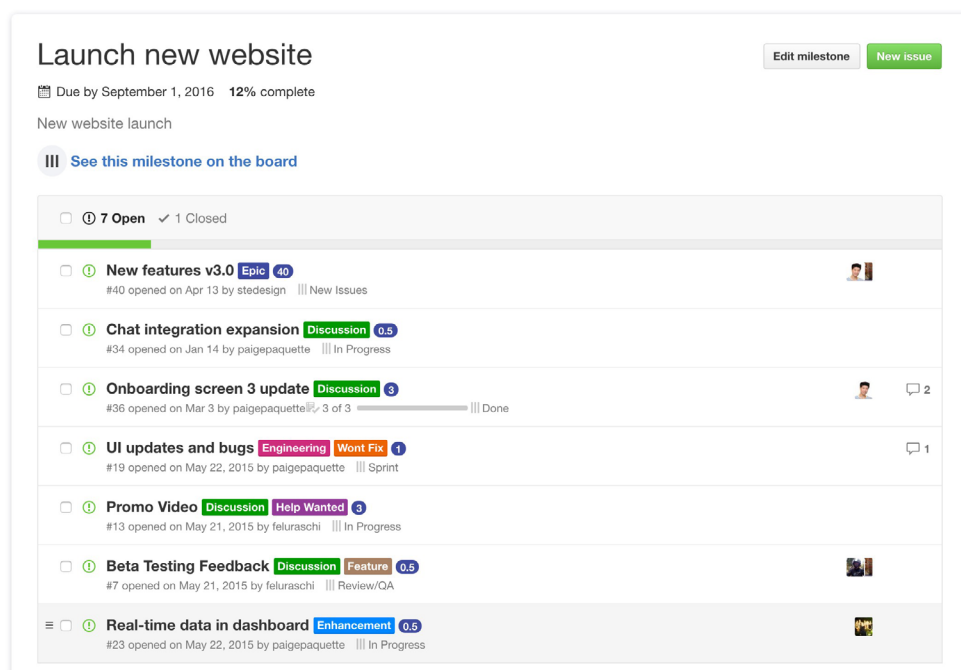 Launch new website
Edit milestone
New issue
Due by September 1, 2016 12% complete
New website launch
See this milestone on the board
7 Open 1 Closed
New features v3.0 Epic 40
#40 opened on Apr 13 by stedesign New Issues
Chat integration expansion Discussion 0.5
#34 opened on Jan 14 by paigepaquette In Progress
Onboarding screen 3 update Discussion 3
2
#36 opened on Mar 3 by paigepaquette 3 of 3 Done
UI updates and bugs Engineering Wont Fix 1
1
#19 opened on May 22, 2015 by paigepaquette Sprint
Promo Video Discussion Help Wanted 3
#13 opened on May 21, 2015 by feluraschi In Progress
Beta Testing Feedback Discussion Feature 0.5
#7 opened on May 21, 2015 by feluraschi Review/QA
Real-time data in dashboard Enhancement 0.5
#23 opened on May 22, 2015 by paigepaquette In Progress